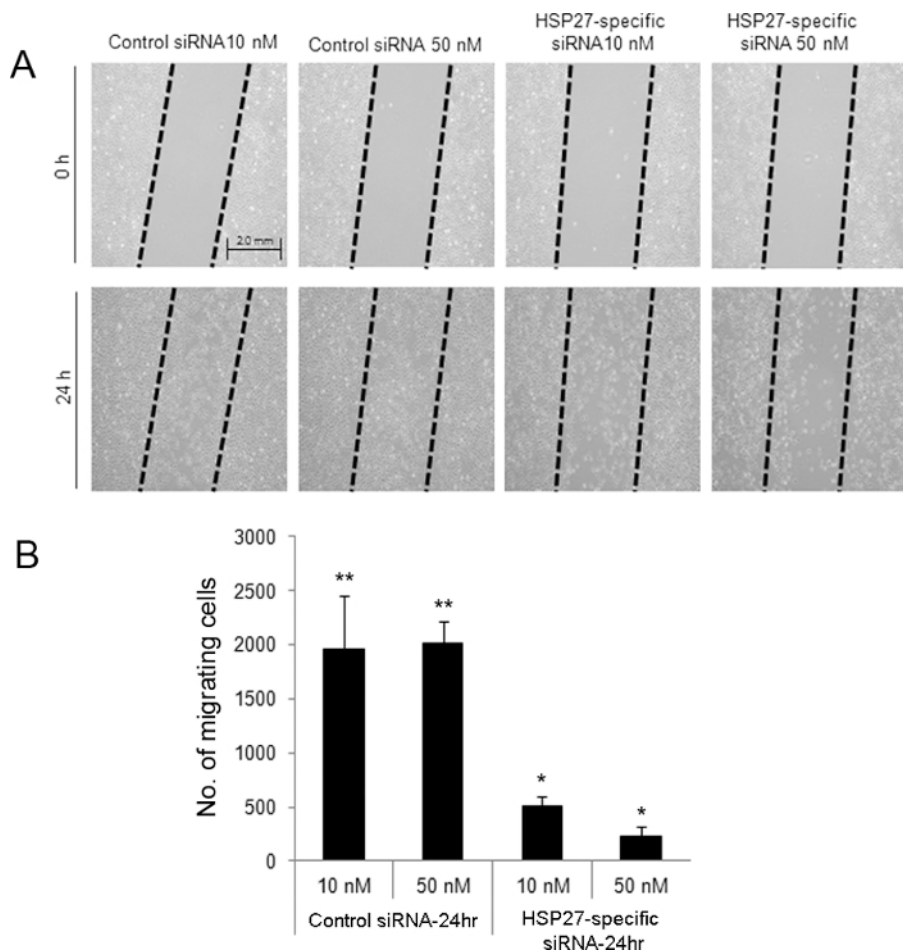 A
Control siRNA10 nM
Control siRNA 50 nM
HSP27-specific
siRNA10 nM
HSP27-specific
siRNA 50 nM
0 h
2.0 mm
24 h
B
No. of migrating cells
3000
2500
2000
1500
1000
500
0
**
**
*
*
10 nM
50 nM
10 nM
50 nM
Control siRNA-24hr
HSP27-specific
siRNA-24hr